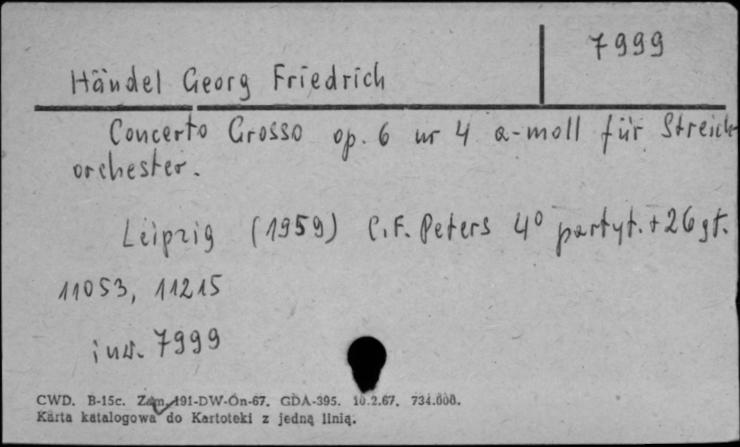 7999
Händel Georg Friedrich
Concerto Grosso op. 6 nr 4 a-moll für Streich-
orchester.
Leipzig (1959) C.F. Peters 4° partyt. + 26 gł.
11053, 11215
inw. 7999
CWD. B-15c. Zam. 191-DW-Ón-67. GDA-395. 10.2.67. 734.000.
Karta katalogowa do Kartoteki z jedną linią.